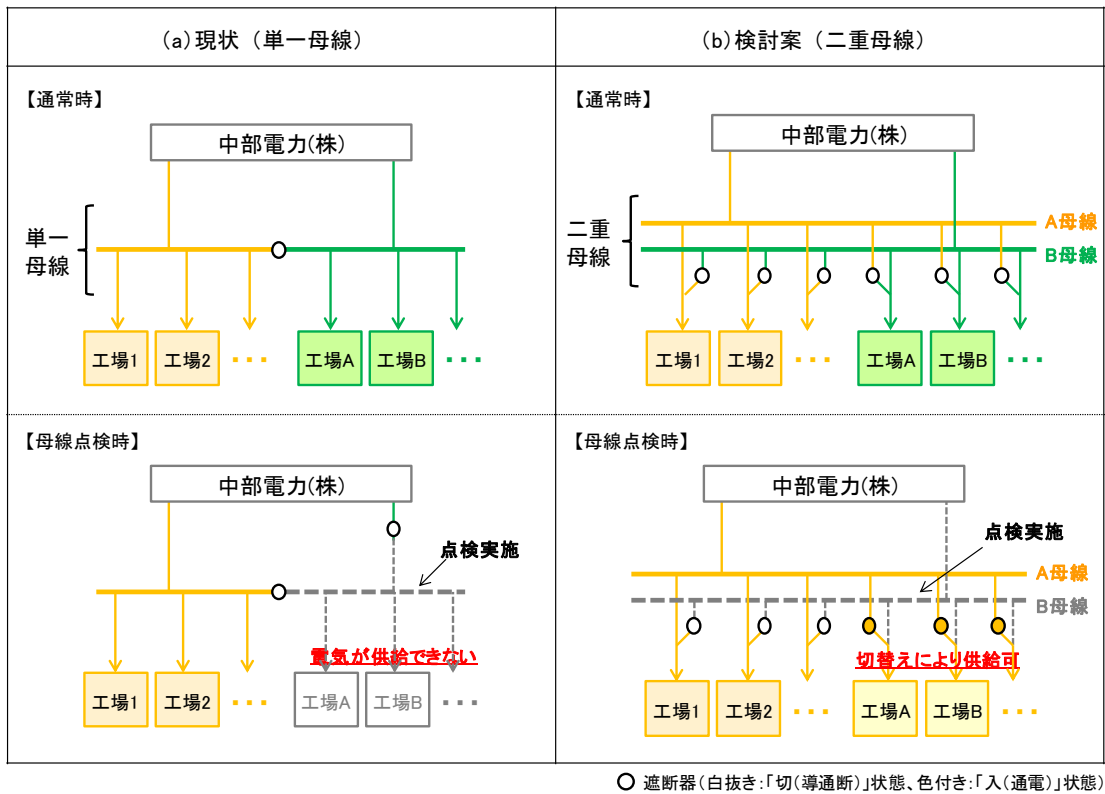 (a)現状（単一母線）
(b)検討案（二重母線）
【通常時】
中部電力(株)
単一
母線
工場1
工場2
･･･
工場A
工場B
･･･
【通常時】
中部電力(株)
二重
母線
A母線
B母線
工場1
工場2
･･･
工場A
工場B
･･･
【母線点検時】
中部電力(株)
点検実施
電気が供給できない
工場1
工場2
･･･
工場A
工場B
･･･
【母線点検時】
中部電力(株)
点検実施
A母線
B母線
切替えにより供給可
工場1
工場2
･･･
工場A
工場B
･･･
遮断器(白抜き:｢切(導通断)｣状態、色付き:｢入(通電)｣状態)